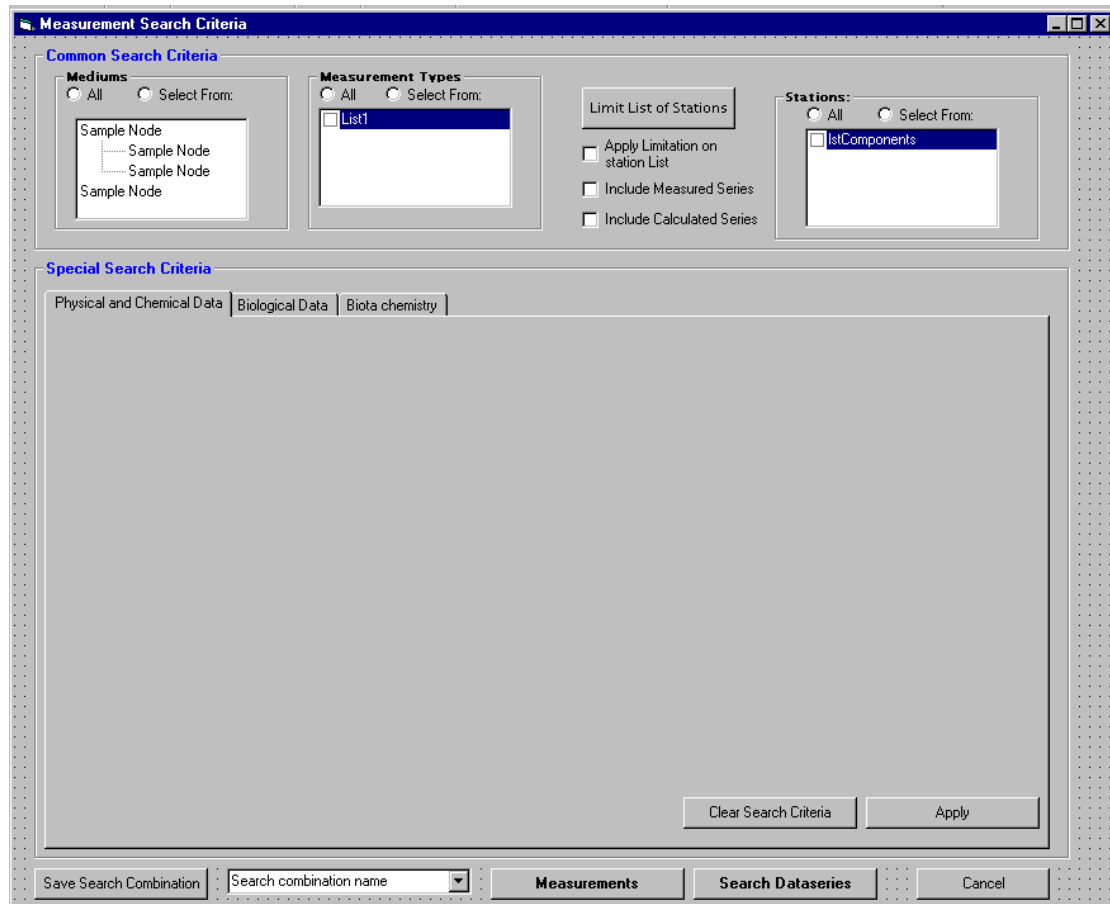 Measurement Search Criteria
Common Search Criteria
Mediums
All Select From:
Sample Node
Sample Node
Sample Node
Sample Node
Measurement Types
All Select From:
List1
Limit List of Stations
Apply Limitation on
station List
Include Measured Series
Include Calculated Series
Stations:
All Select From:
lstComponents
Special Search Criteria
Physical and Chemical Data Biological Data Biota chemistry
Clear Search Criteria Apply
Save Search Combination Search combination name Measurements Search Dataseries Cancel